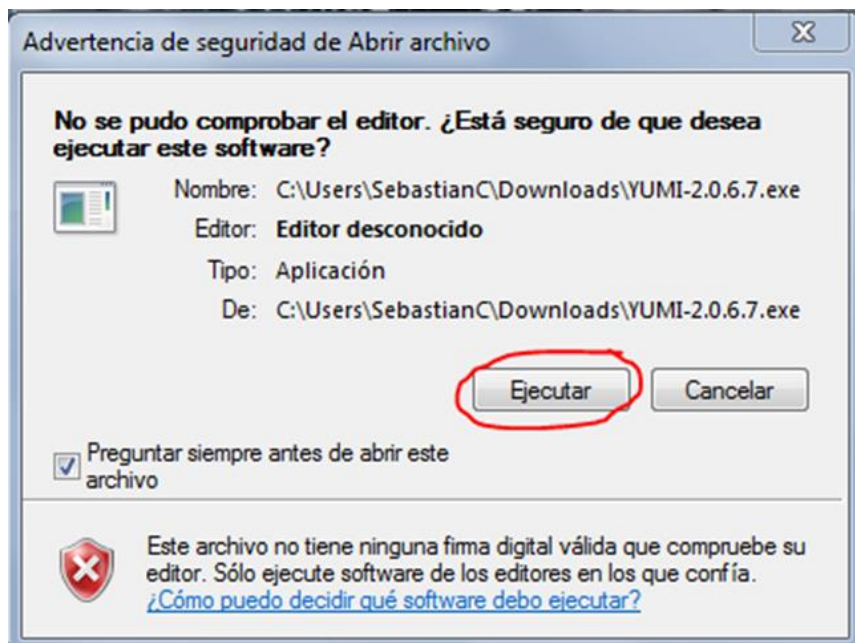 Advertencia de seguridad de Abrir archivo
No se pudo comprobar el editor. ¿Está seguro de que desea
ejecutar este software?
Nombre: C:\Users\SebastianC\Downloads\YUMI-2.0.6.7.exe
Editor: Editor desconocido
Tipo: Aplicación
De: C:\Users\SebastianC\Downloads\YUMI-2.0.6.7.exe
Ejecutar Cancelar
Preguntar siempre antes de abrir este
archivo
Este archivo no tiene ninguna firma digital válida que compruebe su
editor. Sólo ejecute software de los editores en los que confía.
¿Cómo puedo decidir qué software debo ejecutar?